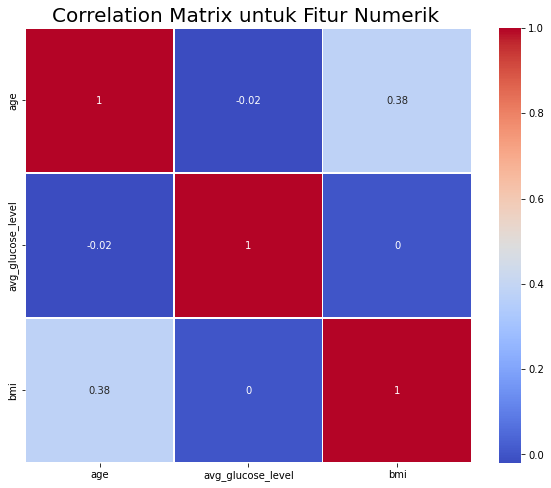 Correlation Matrix untuk Fitur Numerik
age
1
-0.02
0.38
avg_glucose_level
-0.02
1
0
bmi
0.38
0
1
age
avg_glucose_level
bmi
1.0
0.8
0.6
0.4
0.2
0.0